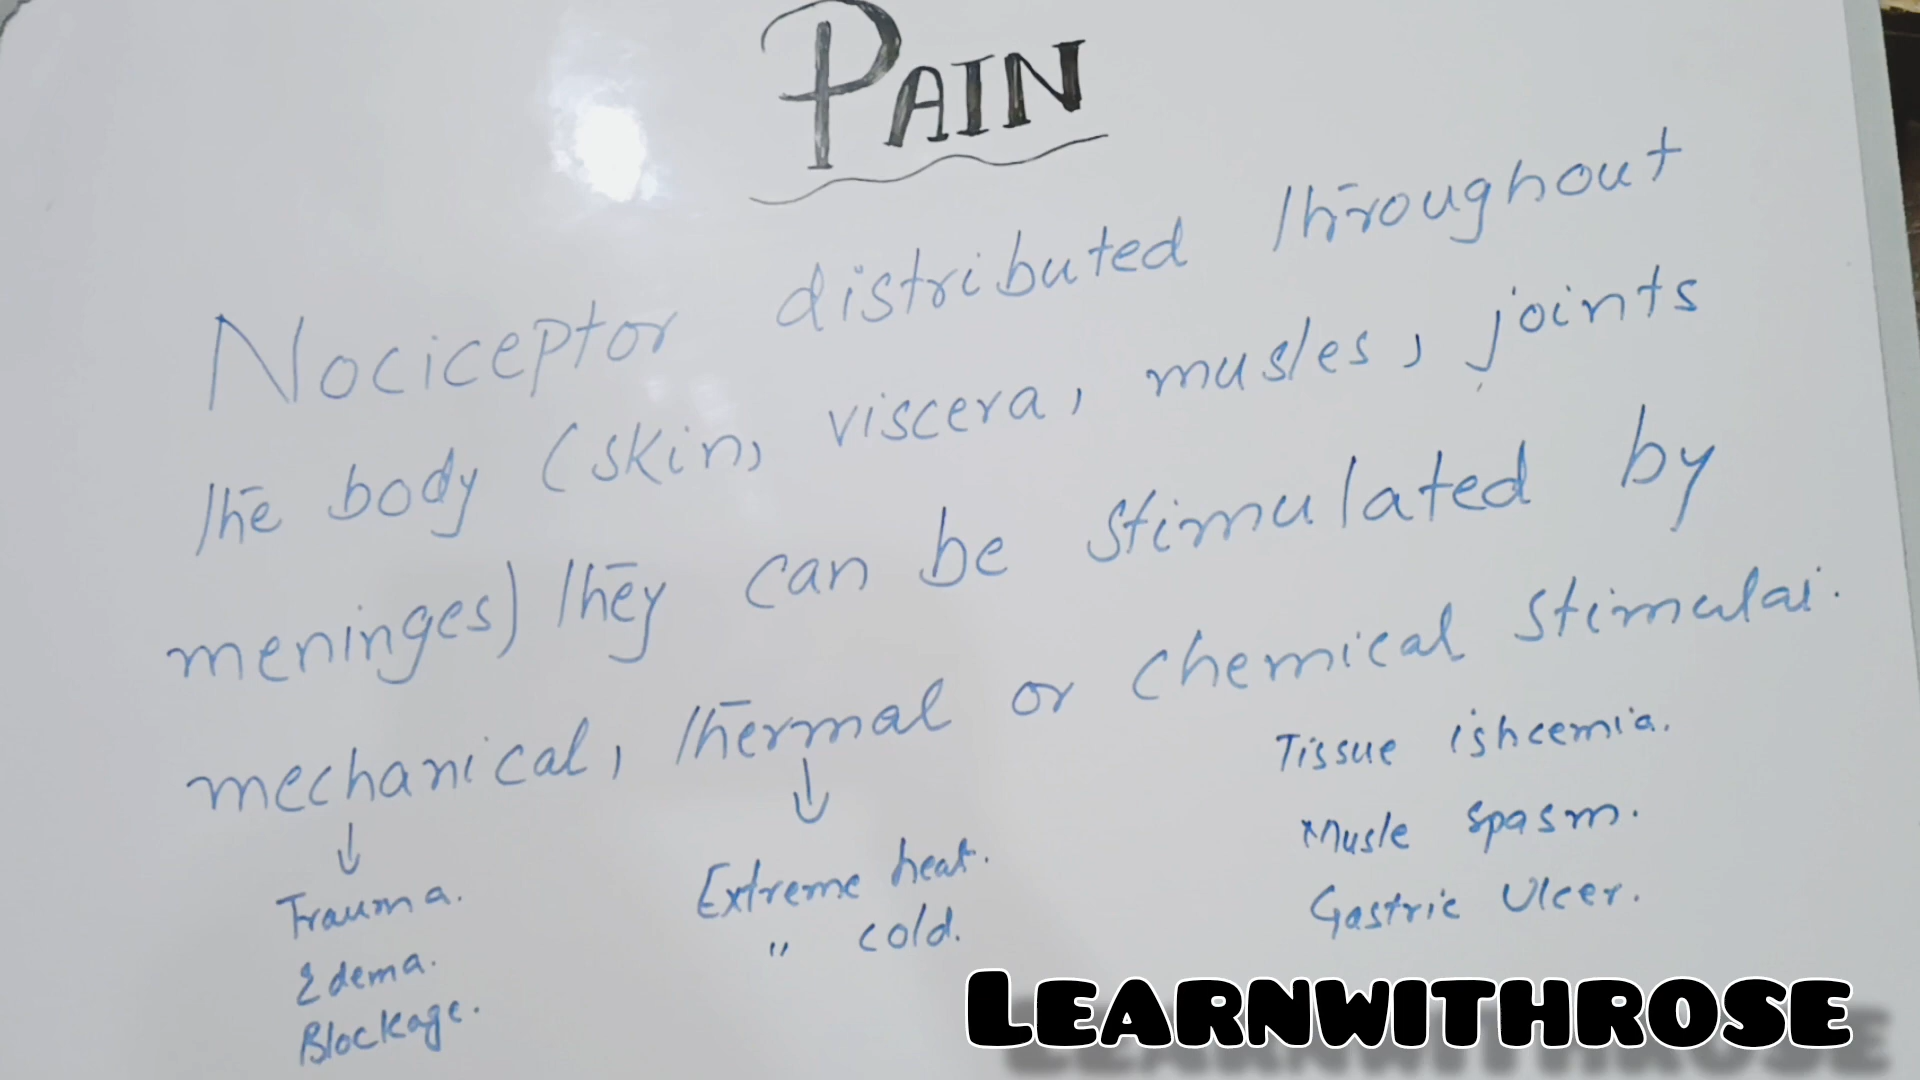 PAIN
Nociceptor distributed throughout
the body (skin, viscera, musles, joints
meninges) they can be stimulated by
mechanical, thermal or chemical stimulai.
↓ ↓
Trauma. Extreme heat. Tissue ishcemia.
Edema. " cold. Musle spasm.
Blockage. Gastric Ulcer.
LEARNWITHROSE